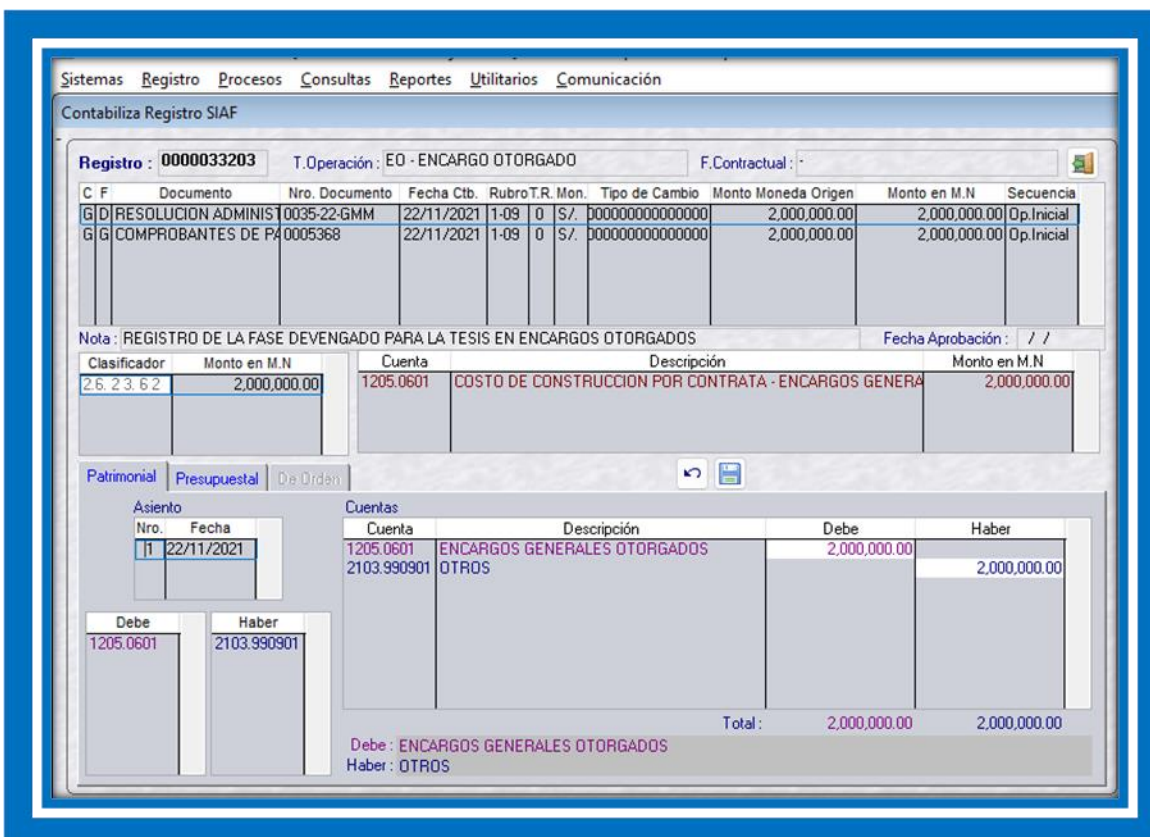 Sistemas Registro Procesos Consultas Reportes Utilitarios Comunicación
Contabiliza Registro SIAF
Registro : 0000033203 T.Operación : EO - ENCARGO OTORGADO F.Contractual : -
C F Documento Nro. Documento Fecha Ctb. Rubro T.R. Mon. Tipo de Cambio Monto Moneda Origen Monto en M.N Secuencia
G D RESOLUCION ADMINIST 0035-22-GMM 22/11/2021 1-09 0 S/. 000000000000000 2,000,000.00 2,000,000.00 Op.Inicial
G G COMPROBANTES DE PA 0005368 22/11/2021 1-09 0 S/. 000000000000000 2,000,000.00 2,000,000.00 Op.Inicial
Nota : REGISTRO DE LA FASE DEVENGADO PARA LA TESIS EN ENCARGOS OTORGADOS Fecha Aprobación : / /
Clasificador Monto en M.N Cuenta Descripción Monto en M.N
2.6. 2 3. 6 2 2,000,000.00 1205.0601 COSTO DE CONSTRUCCION POR CONTRATA - ENCARGOS GENERA 2,000,000.00
Patrimonial Presupuestal De Orden
Asiento Cuentas
Nro. Fecha Cuenta Descripción Debe Haber
1 22/11/2021 1205.0601 ENCARGOS GENERALES OTORGADOS 2,000,000.00
2103.990901 OTROS 2,000,000.00
Debe Haber
1205.0601 2103.990901
Total : 2,000,000.00 2,000,000.00
Debe : ENCARGOS GENERALES OTORGADOS
Haber : OTROS